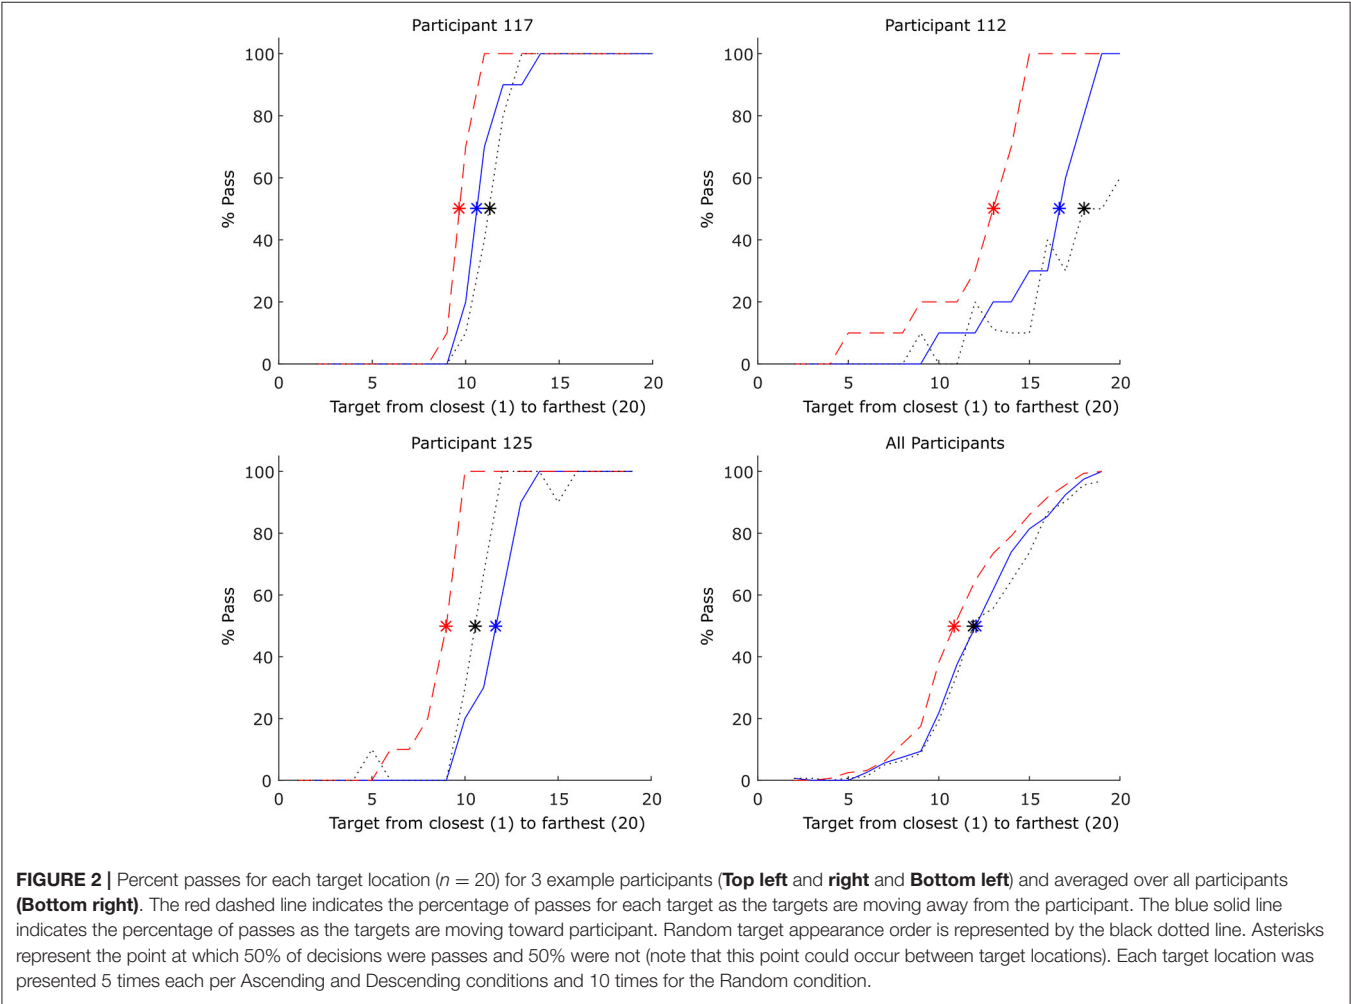 Participant 117
100
80
60
40
20
0
% Pass
0 5 10 15 20
Target from closest (1) to farthest (20)
Participant 112
100
80
60
40
20
0
% Pass
0 5 10 15 20
Target from closest (1) to farthest (20)
Participant 125
100
80
60
40
20
0
% Pass
0 5 10 15 20
Target from closest (1) to farthest (20)
All Participants
100
80
60
40
20
0
% Pass
0 5 10 15 20
Target from closest (1) to farthest (20)
FIGURE 2 | Percent passes for each target location (n = 20) for 3 example participants (Top left and right and Bottom left) and averaged over all participants
(Bottom right). The red dashed line indicates the percentage of passes for each target as the targets are moving away from the participant. The blue solid line
indicates the percentage of passes as the targets are moving toward participant. Random target appearance order is represented by the black dotted line. Asterisks
represent the point at which 50% of decisions were passes and 50% were not (note that this point could occur between target locations). Each target location was
presented 5 times each per Ascending and Descending conditions and 10 times for the Random condition.